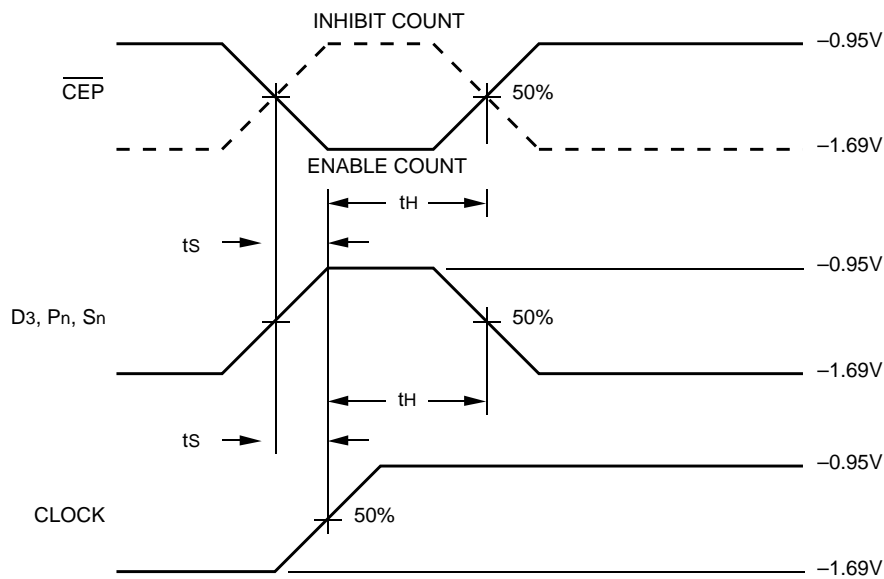 INHIBIT COUNT
–0.95V
CEP
50%
–1.69V
ENABLE COUNT
tH
tS
–0.95V
D3, Pn, Sn
50%
–1.69V
tH
tS
–0.95V
CLOCK
50%
–1.69V